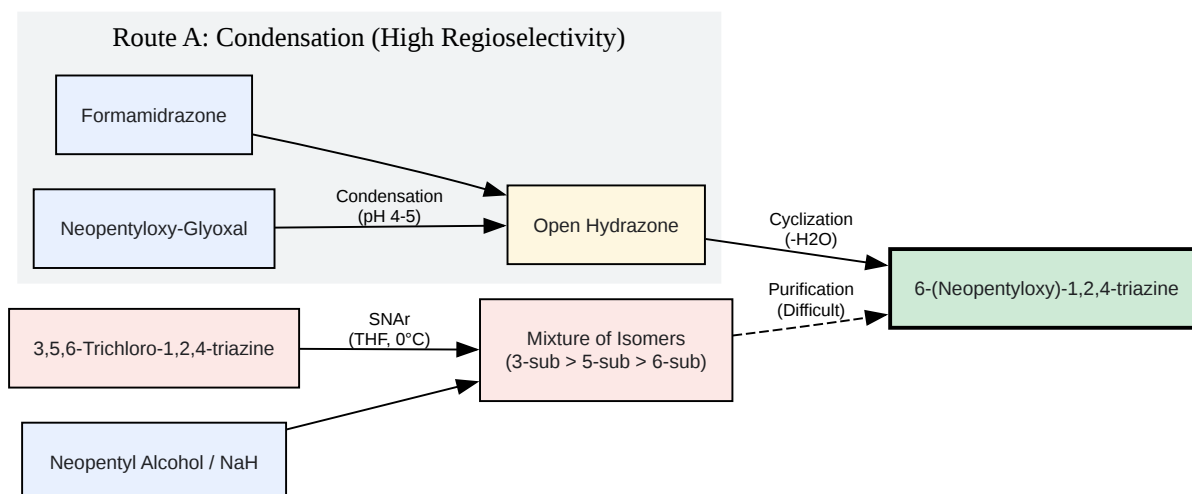 Route A: Condensation (High Regioselectivity)
Formamidrazone
Neopentyloxy-Glyoxal
Condensation
(pH 4-5)
Open Hydrazone
Cyclization
(-H2O)
6-(Neopentyloxy)-1,2,4-triazine
Purification
(Difficult)
3,5,6-Trichloro-1,2,4-triazine
SNAr
(THF, 0°C)
Mixture of Isomers
(3-sub > 5-sub > 6-sub)
Neopentyl Alcohol / NaH